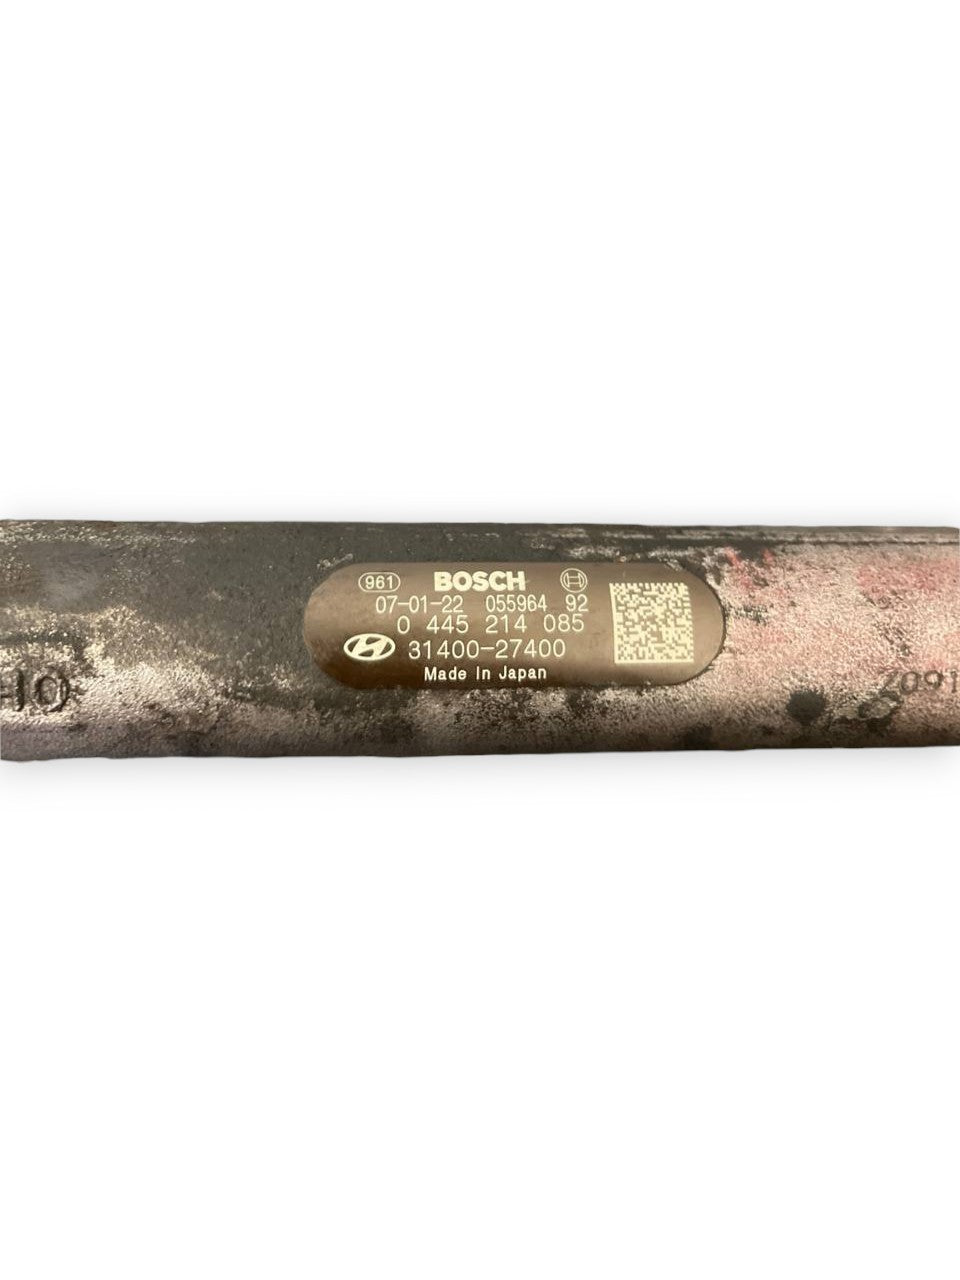 961 BOSCH
07-01-22 055964 92
0 445 214 085
31400-27400
Made in Japan